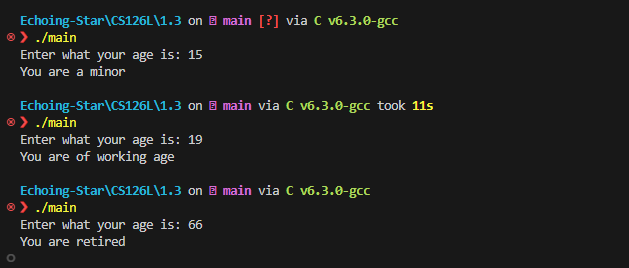 Echoing-Star\CS126L\1.3 on main [?] via C v6.3.0-gcc
❯ ./main
Enter what your age is: 15
You are a minor
Echoing-Star\CS126L\1.3 on main via C v6.3.0-gcc took 11s
❯ ./main
Enter what your age is: 19
You are of working age
Echoing-Star\CS126L\1.3 on main via C v6.3.0-gcc
❯ ./main
Enter what your age is: 66
You are retired